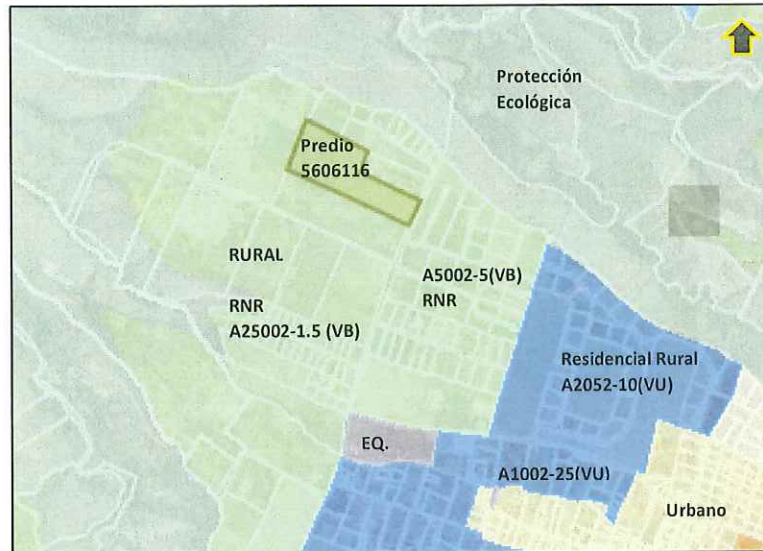 Protección
Ecológica
Predio
5606116
RURAL
A5002-5(VB)
RNR
RNR
A25002-1.5 (VB)
Residencial Rural
A2052-10(VU)
EQ.
A1002-25(VU)
Urbano